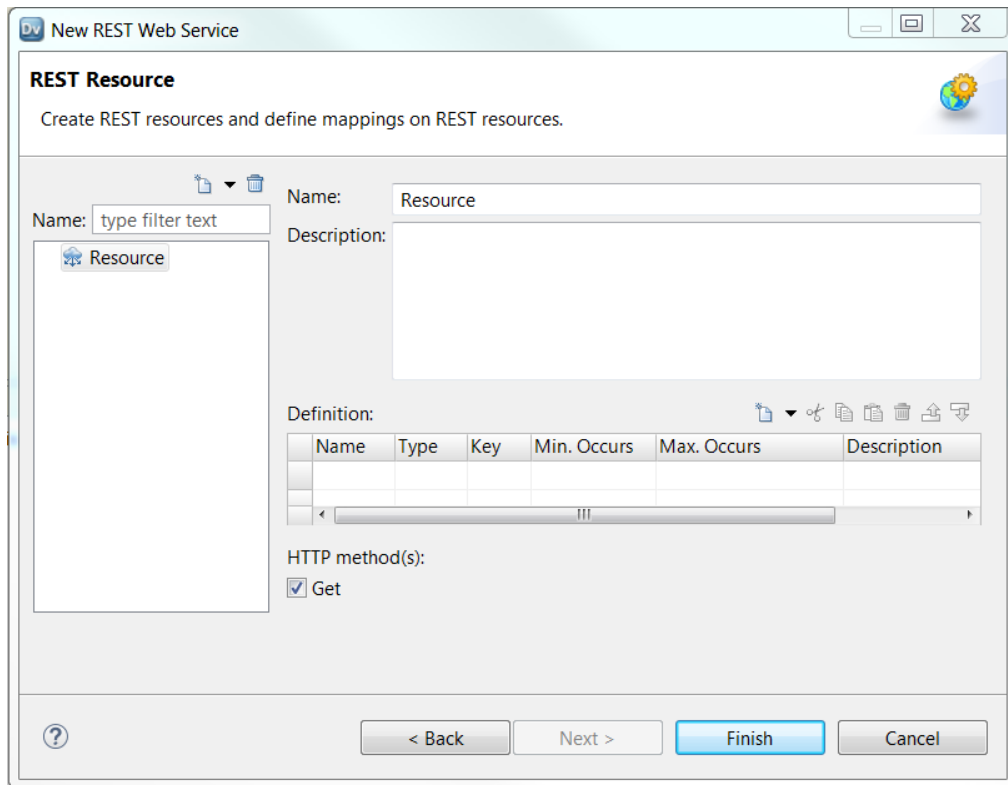 Dv New REST Web Service
REST Resource
Create REST resources and define mappings on REST resources.
Name: type filter text
Resource
Name: Resource
Description:
Definition:
Name Type Key Min. Occurs Max. Occurs Description
HTTP method(s):
Get
? < Back Next > Finish Cancel